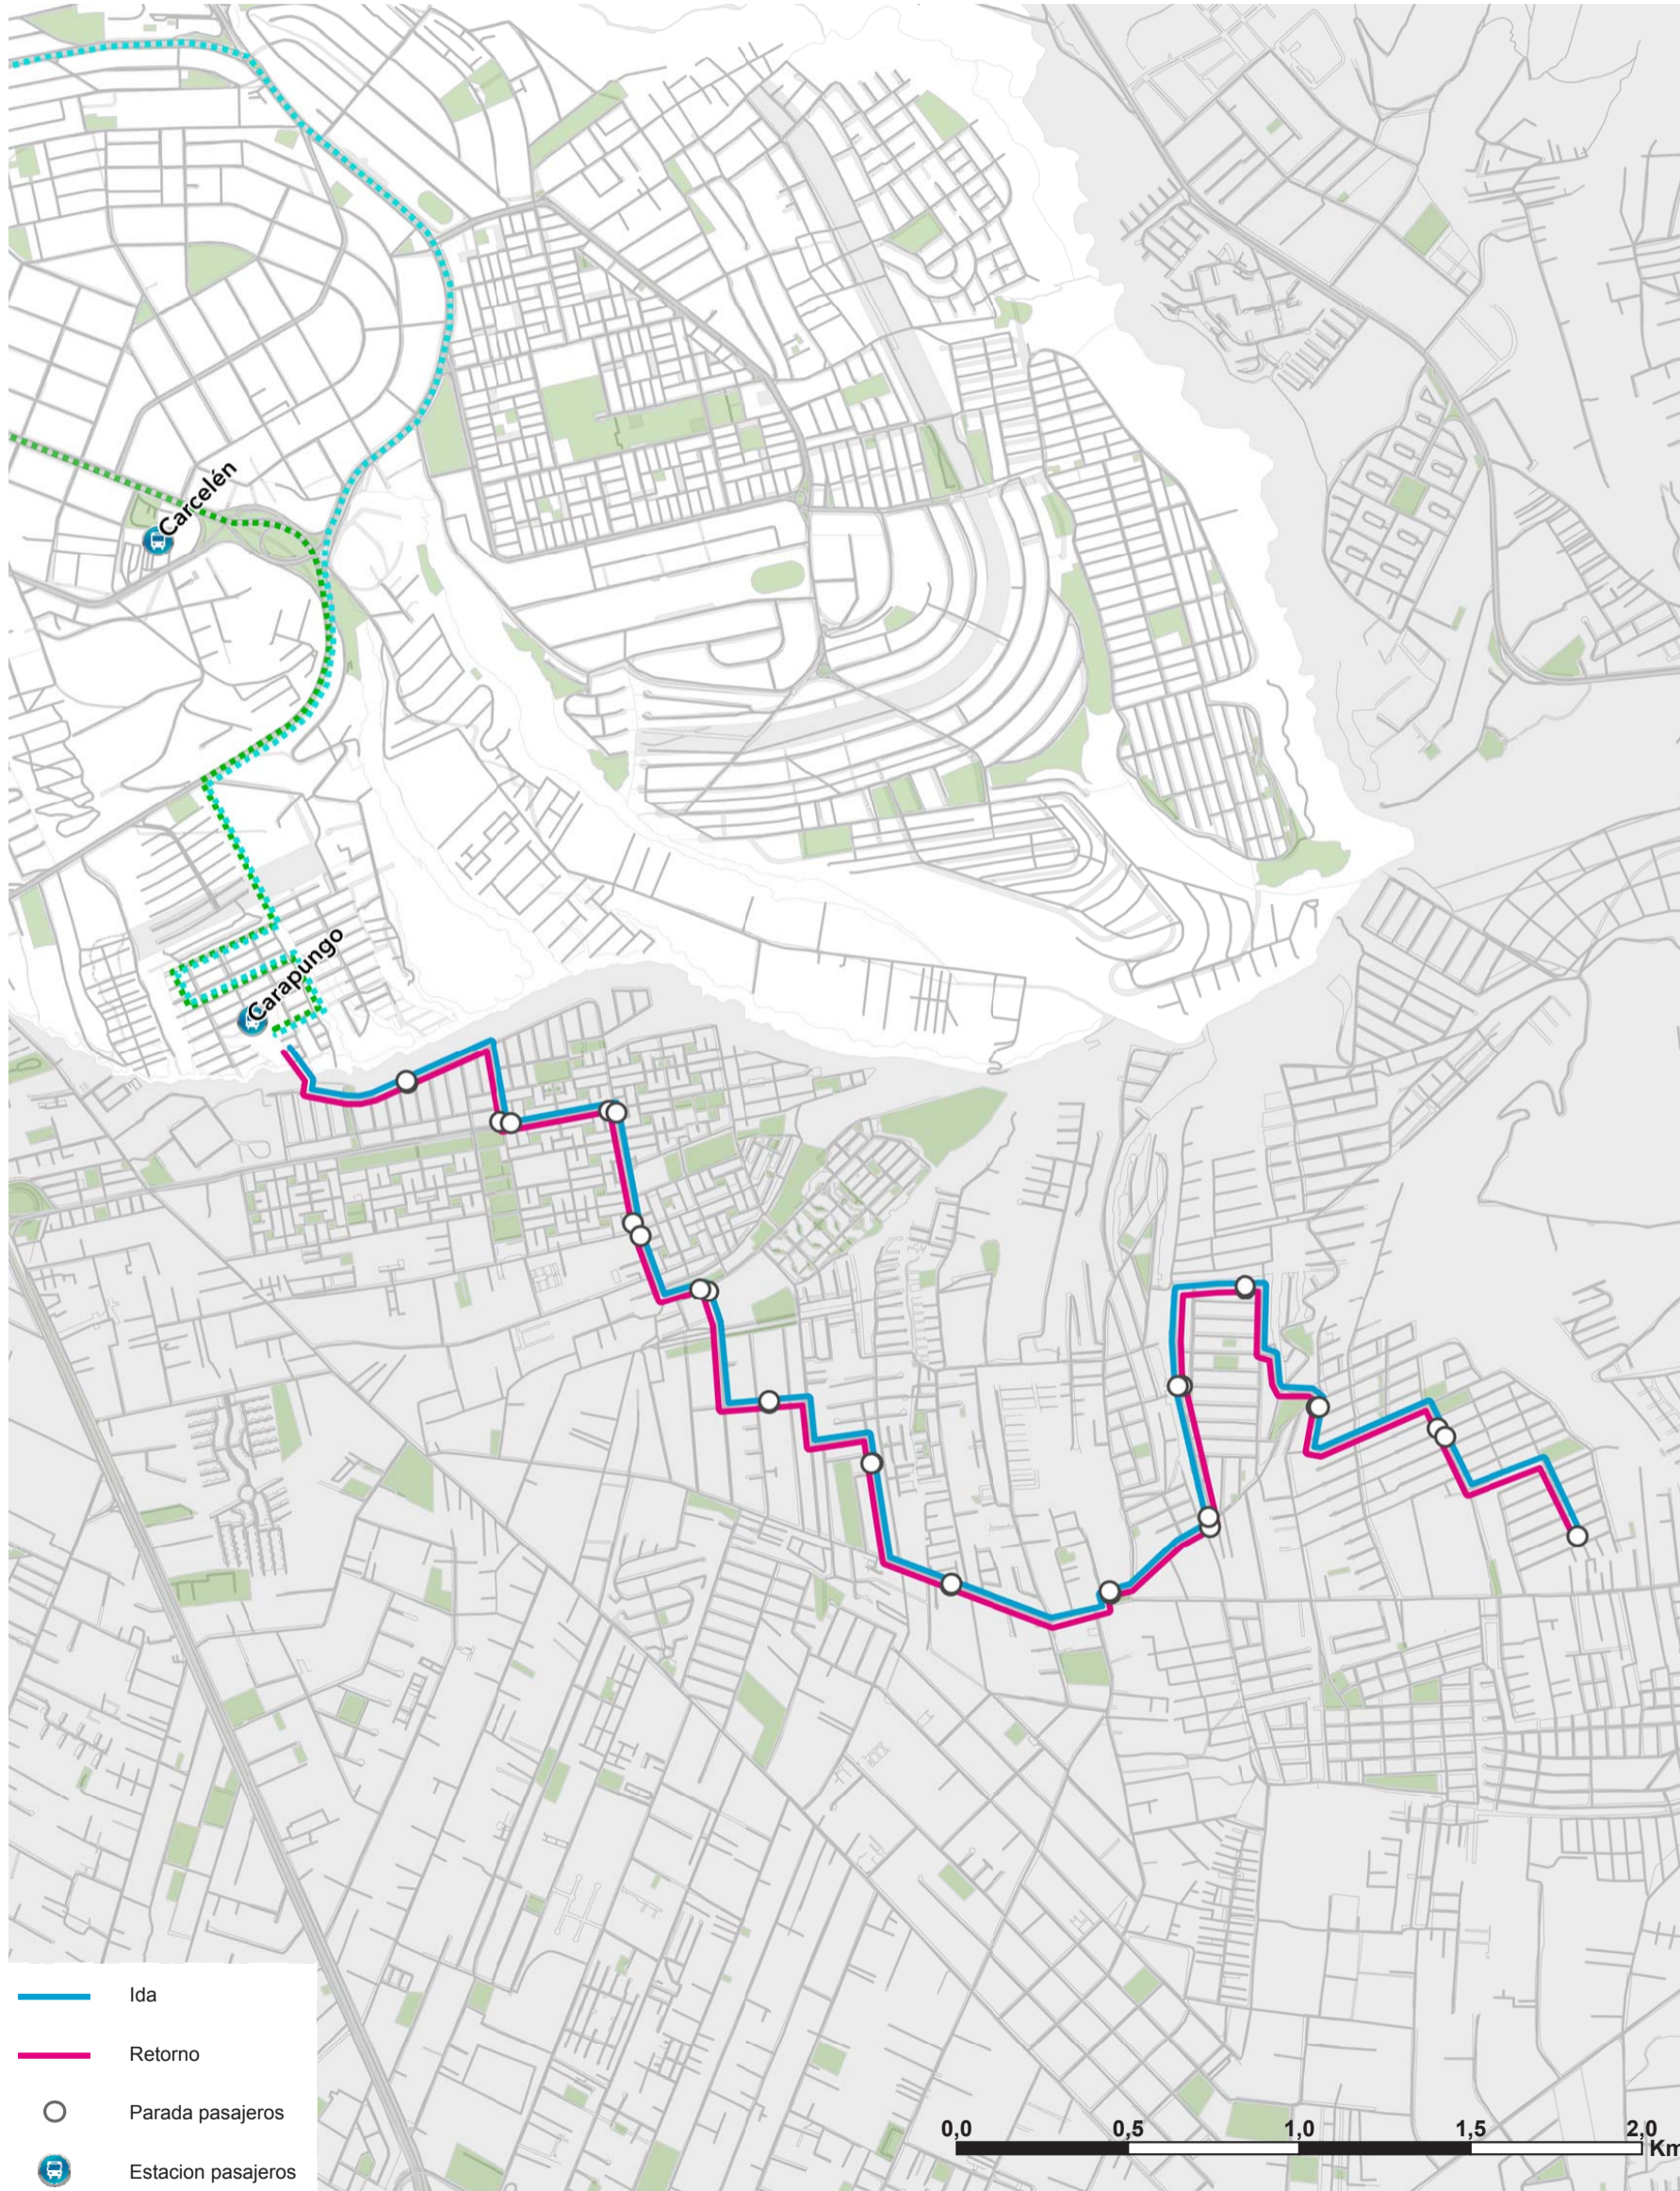 Carcelén
Carapungo
Ida
Retorno
Parada pasajeros
Estacion pasajeros
0,0 0,5 1,0 1,5 2,0
Km